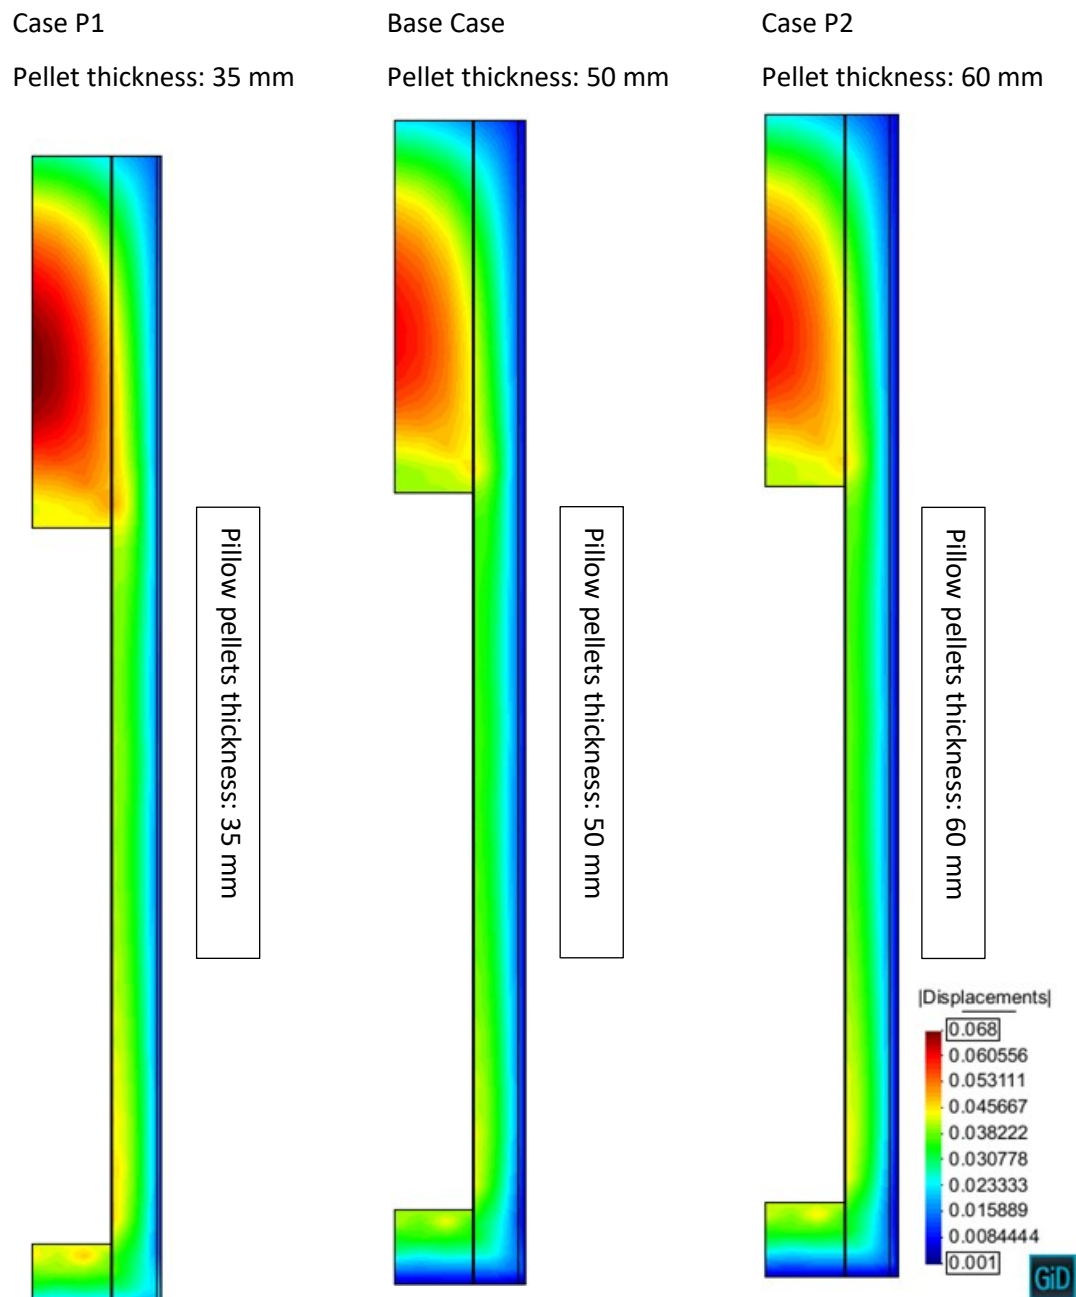 Case P1
Base Case
Case P2
Pellet thickness: 35 mm
Pellet thickness: 50 mm
Pellet thickness: 60 mm
Pillow pellets thickness: 35 mm
Pillow pellets thickness: 50 mm
Pillow pellets thickness: 60 mm
|Displacements|
0.068
0.060556
0.053111
0.045667
0.038222
0.030778
0.023333
0.015889
0.0084444
0.001
GiD